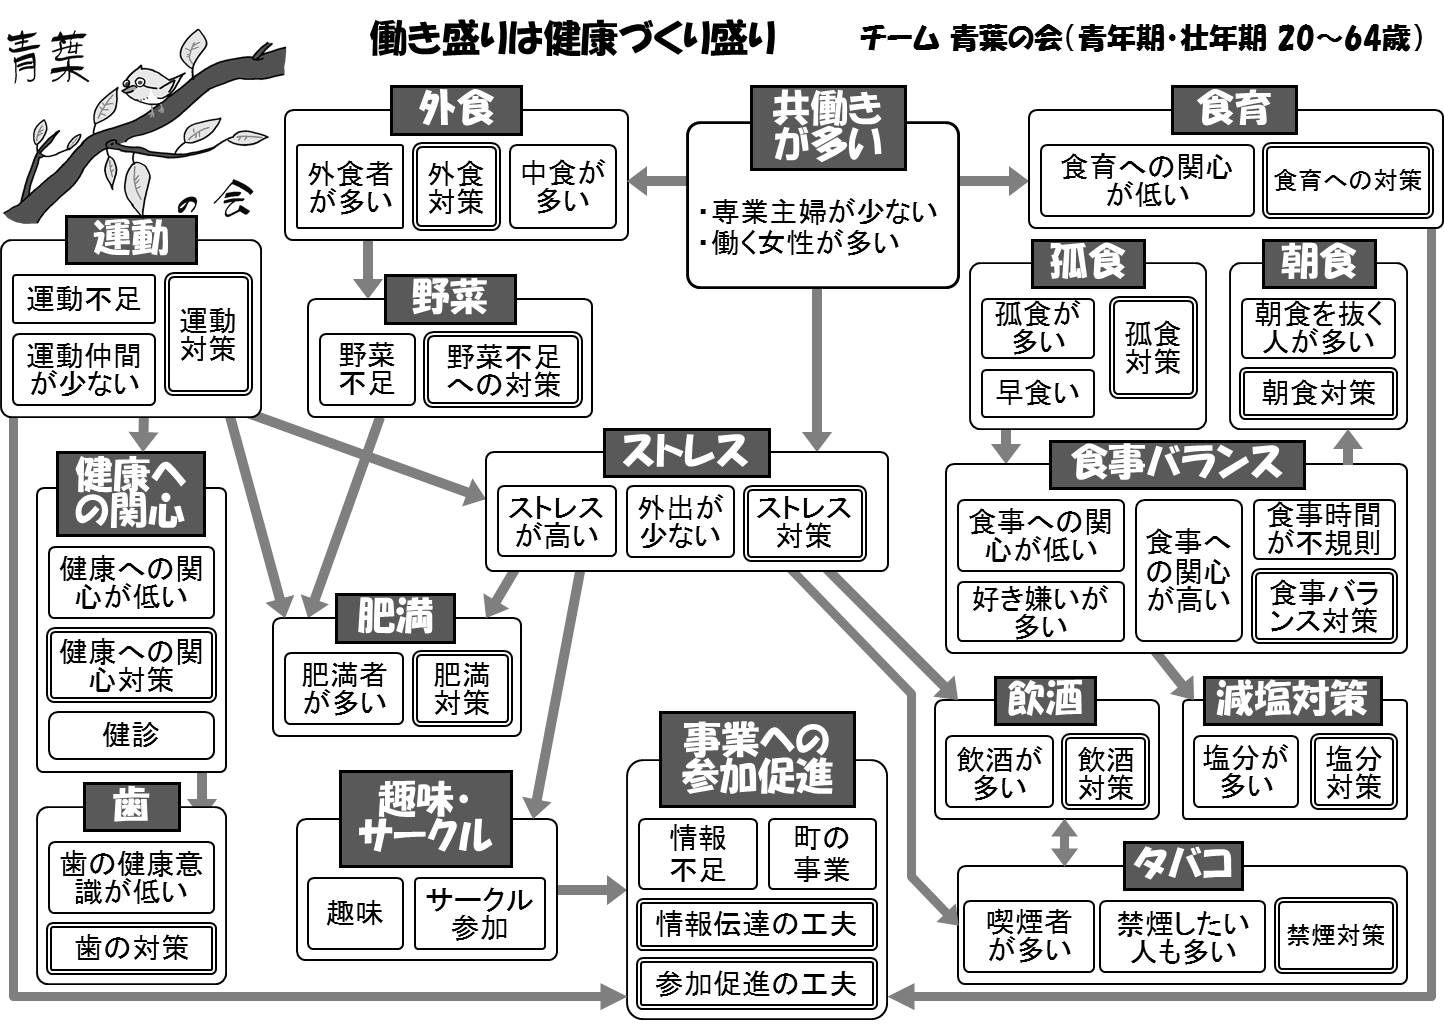 働き盛りは健康づくり盛り
チーム 青葉の会（青年期・壮年期 20～64歳）
青葉
の会
外食
外食者
が多い
外食
対策
中食が
多い
共働き
が多い
・専業主婦が少ない
・働く女性が多い
食育
食育への関心
が低い
食育への対策
運動
運動不足
運動仲間
が少ない
運動
対策
野菜
野菜
不足
野菜不足
への対策
孤食
孤食が
多い
早食い
孤食
対策
朝食
朝食を抜く
人が多い
朝食対策
健康へ
の関心
健康への関
心が低い
健康への関
心対策
健診
ストレス
ストレス
が高い
外出が
少ない
ストレス
対策
食事バランス
食事への関
心が低い
好き嫌いが
多い
食事へ
の関心
が高い
食事時間
が不規則
食事バラ
ンス対策
肥満
肥満者
が多い
肥満
対策
飲酒
飲酒が
多い
飲酒
対策
減塩対策
塩分が
多い
塩分
対策
歯
歯の健康意
識が低い
歯の対策
趣味・
サークル
趣味
サークル
参加
事業への
参加促進
情報
不足
町の
事業
情報伝達の工夫
参加促進の工夫
タバコ
喫煙者
が多い
禁煙したい
人も多い
禁煙対策